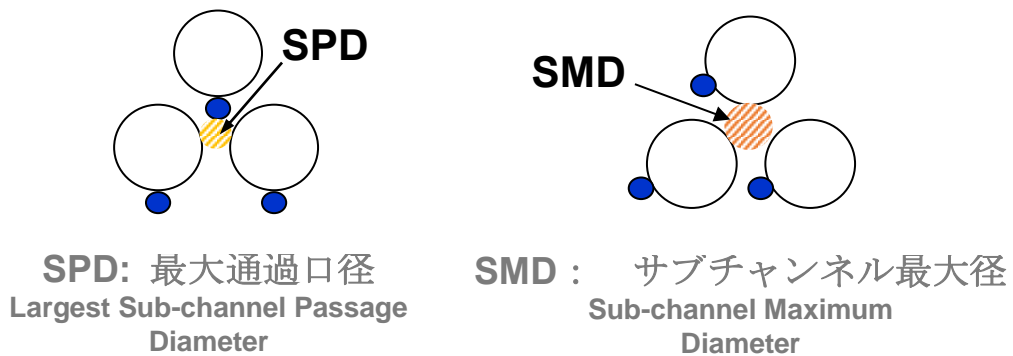 SPD
SMD
SPD: 最大通過口径
Largest Sub-channel Passage
Diameter
SMD： サブチャンネル最大径
Sub-channel Maximum
Diameter